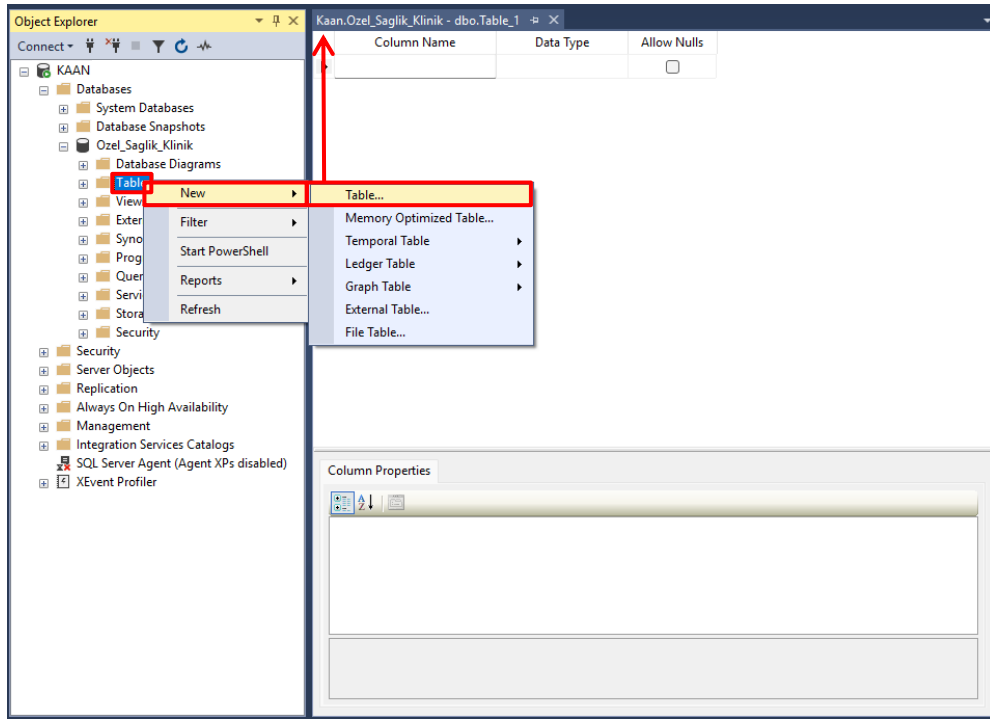 Object Explorer
Connect
KAAN
Databases
System Databases
Database Snapshots
Ozel_Saglik_Klinik
Database Diagrams
Tabl
View
Exter
Syno
Prog
Quer
Servi
Stora
Security
Security
Server Objects
Replication
Always On High Availability
Management
Integration Services Catalogs
SQL Server Agent (Agent XPs disabled)
XEvent Profiler
New
Filter
Start PowerShell
Reports
Refresh
Table...
Memory Optimized Table...
Temporal Table
Ledger Table
Graph Table
External Table...
File Table...
Kaan.Ozel_Saglik_Klinik - dbo.Table_1
Column Name Data Type Allow Nulls
Column Properties